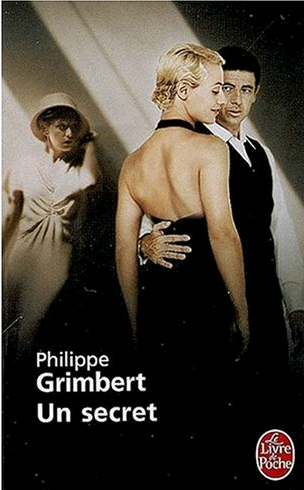 Philippe
Grimbert
Un secret
Le
Livre
de
Poche